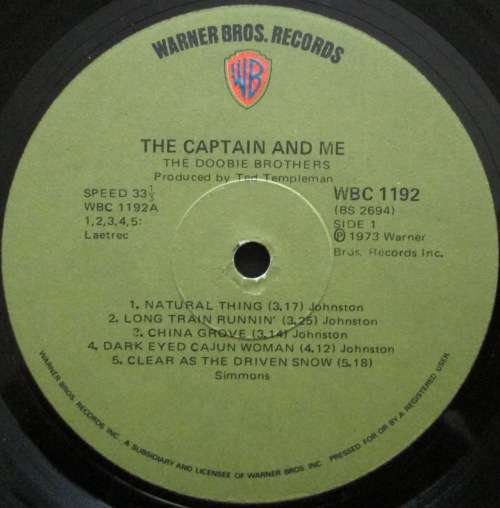 WARNER BROS. RECORDS
WB
THE CAPTAIN AND ME
THE DOOBIE BROTHERS
Produced by Ted Templeman
SPEED 33⅓
WBC 1192A
1,2,3,4,5:
Laetrec
WBC 1192
(BS 2694)
SIDE 1
℗ 1973 Warner
Bros. Records Inc.
1. NATURAL THING (3.17) Johnston
2. LONG TRAIN RUNNIN' (3.25) Johnston
3. CHINA GROVE (3.14) Johnston
4. DARK EYED CAJUN WOMAN (4.12) Johnston
5. CLEAR AS THE DRIVEN SNOW (5.18)
Simmons
WARNER BROS. RECORDS INC. A SUBSIDIARY AND LICENSEE OF WARNER BROS. INC. PRESSED FOR OR BY A REGISTERED USER.